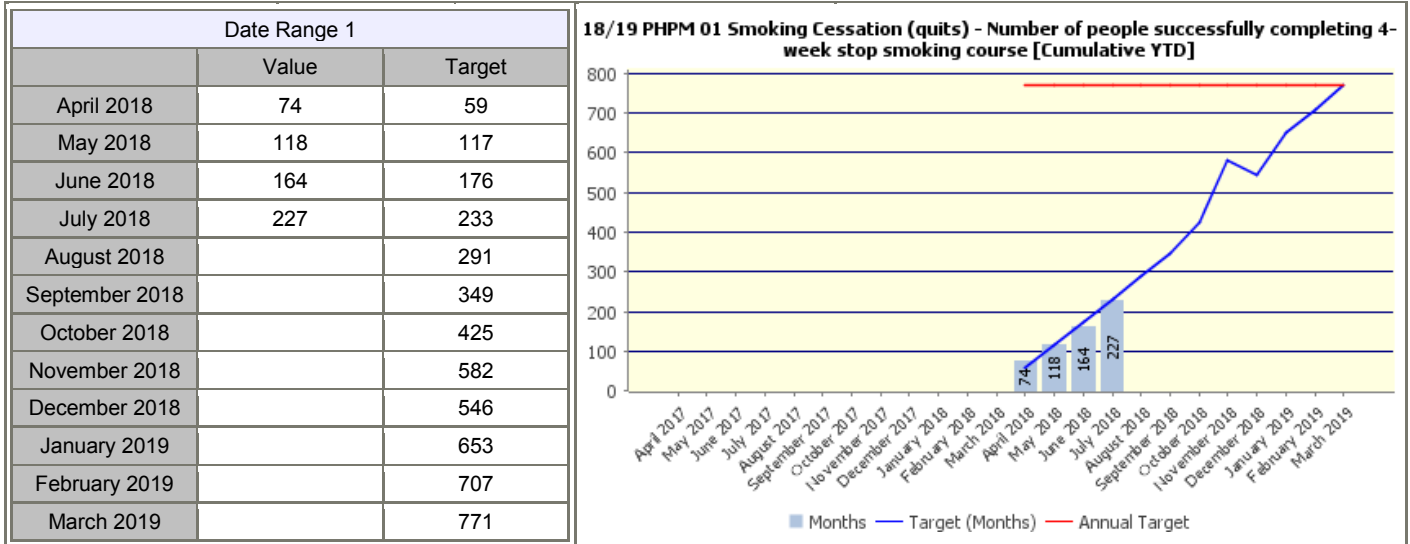 Date Range 1
Value Target
April 2018 74 59
May 2018 118 117
June 2018 164 176
July 2018 227 233
August 2018 291
September 2018 349
October 2018 425
November 2018 582
December 2018 546
January 2019 653
February 2019 707
March 2019 771
18/19 PHPM 01 Smoking Cessation (quits) - Number of people successfully completing 4-
week stop smoking course [Cumulative YTD]
800
700
600
500
400
300
200
100
0
74 118 164 227
April 2017 May 2017 June 2017 July 2017 August 2017 September 2017 October 2017 November 2017 December 2017 January 2018 February 2018 March 2018 April 2018 May 2018 June 2018 July 2018 August 2018 September 2018 October 2018 November 2018 December 2018 January 2019 February 2019 March 2019
Months Target (Months) Annual Target